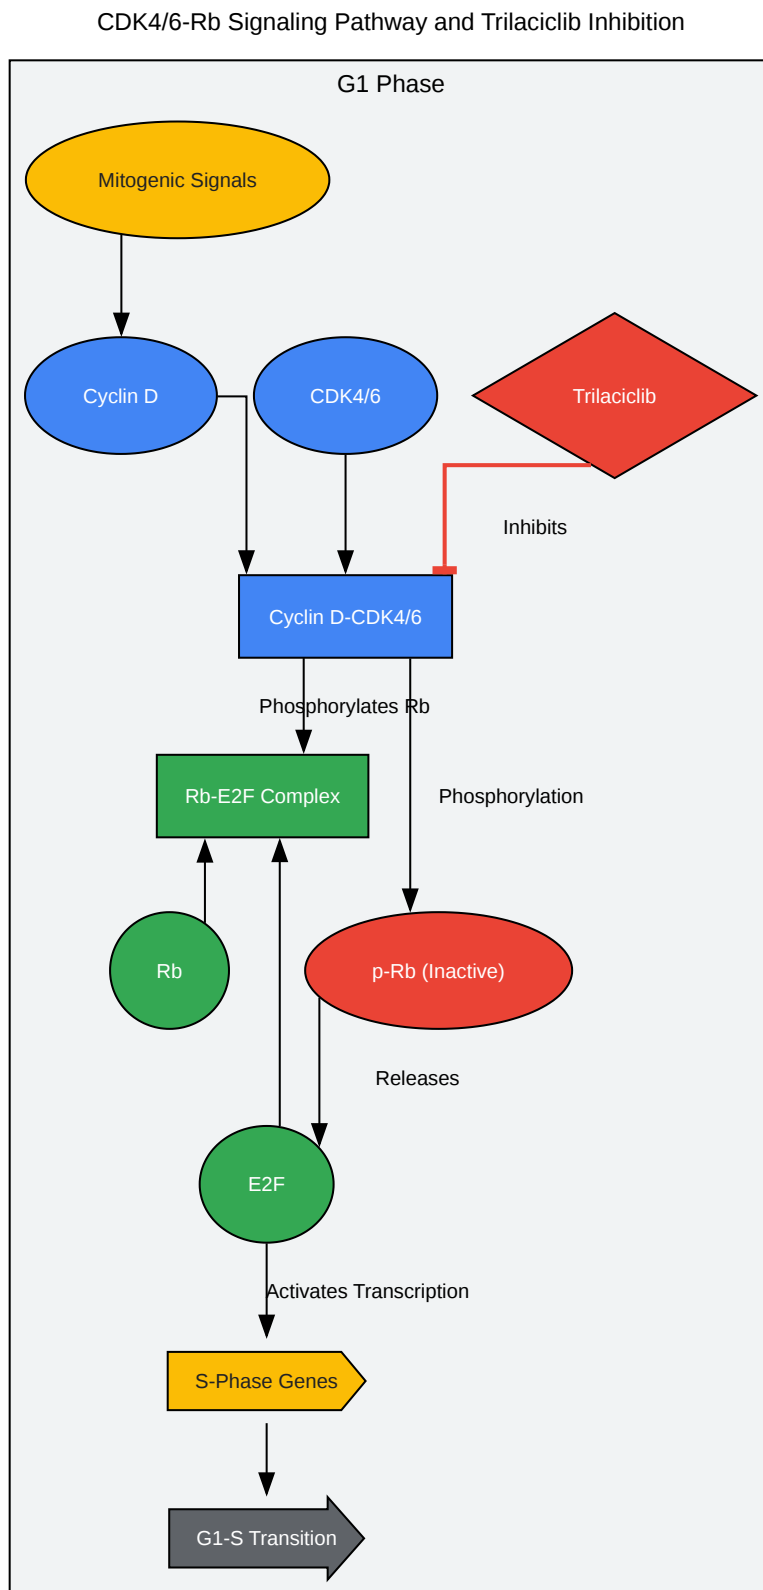 CDK4/6-Rb Signaling Pathway and Trilaciclib Inhibition
G1 Phase
Mitogenic Signals
Cyclin D
CDK4/6
Trilaciclib
Inhibits
Cyclin D-CDK4/6
Phosphorylates Rb
Rb-E2F Complex
Phosphorylation
Rb
p-Rb (Inactive)
Releases
E2F
Activates Transcription
S-Phase Genes
G1-S Transition